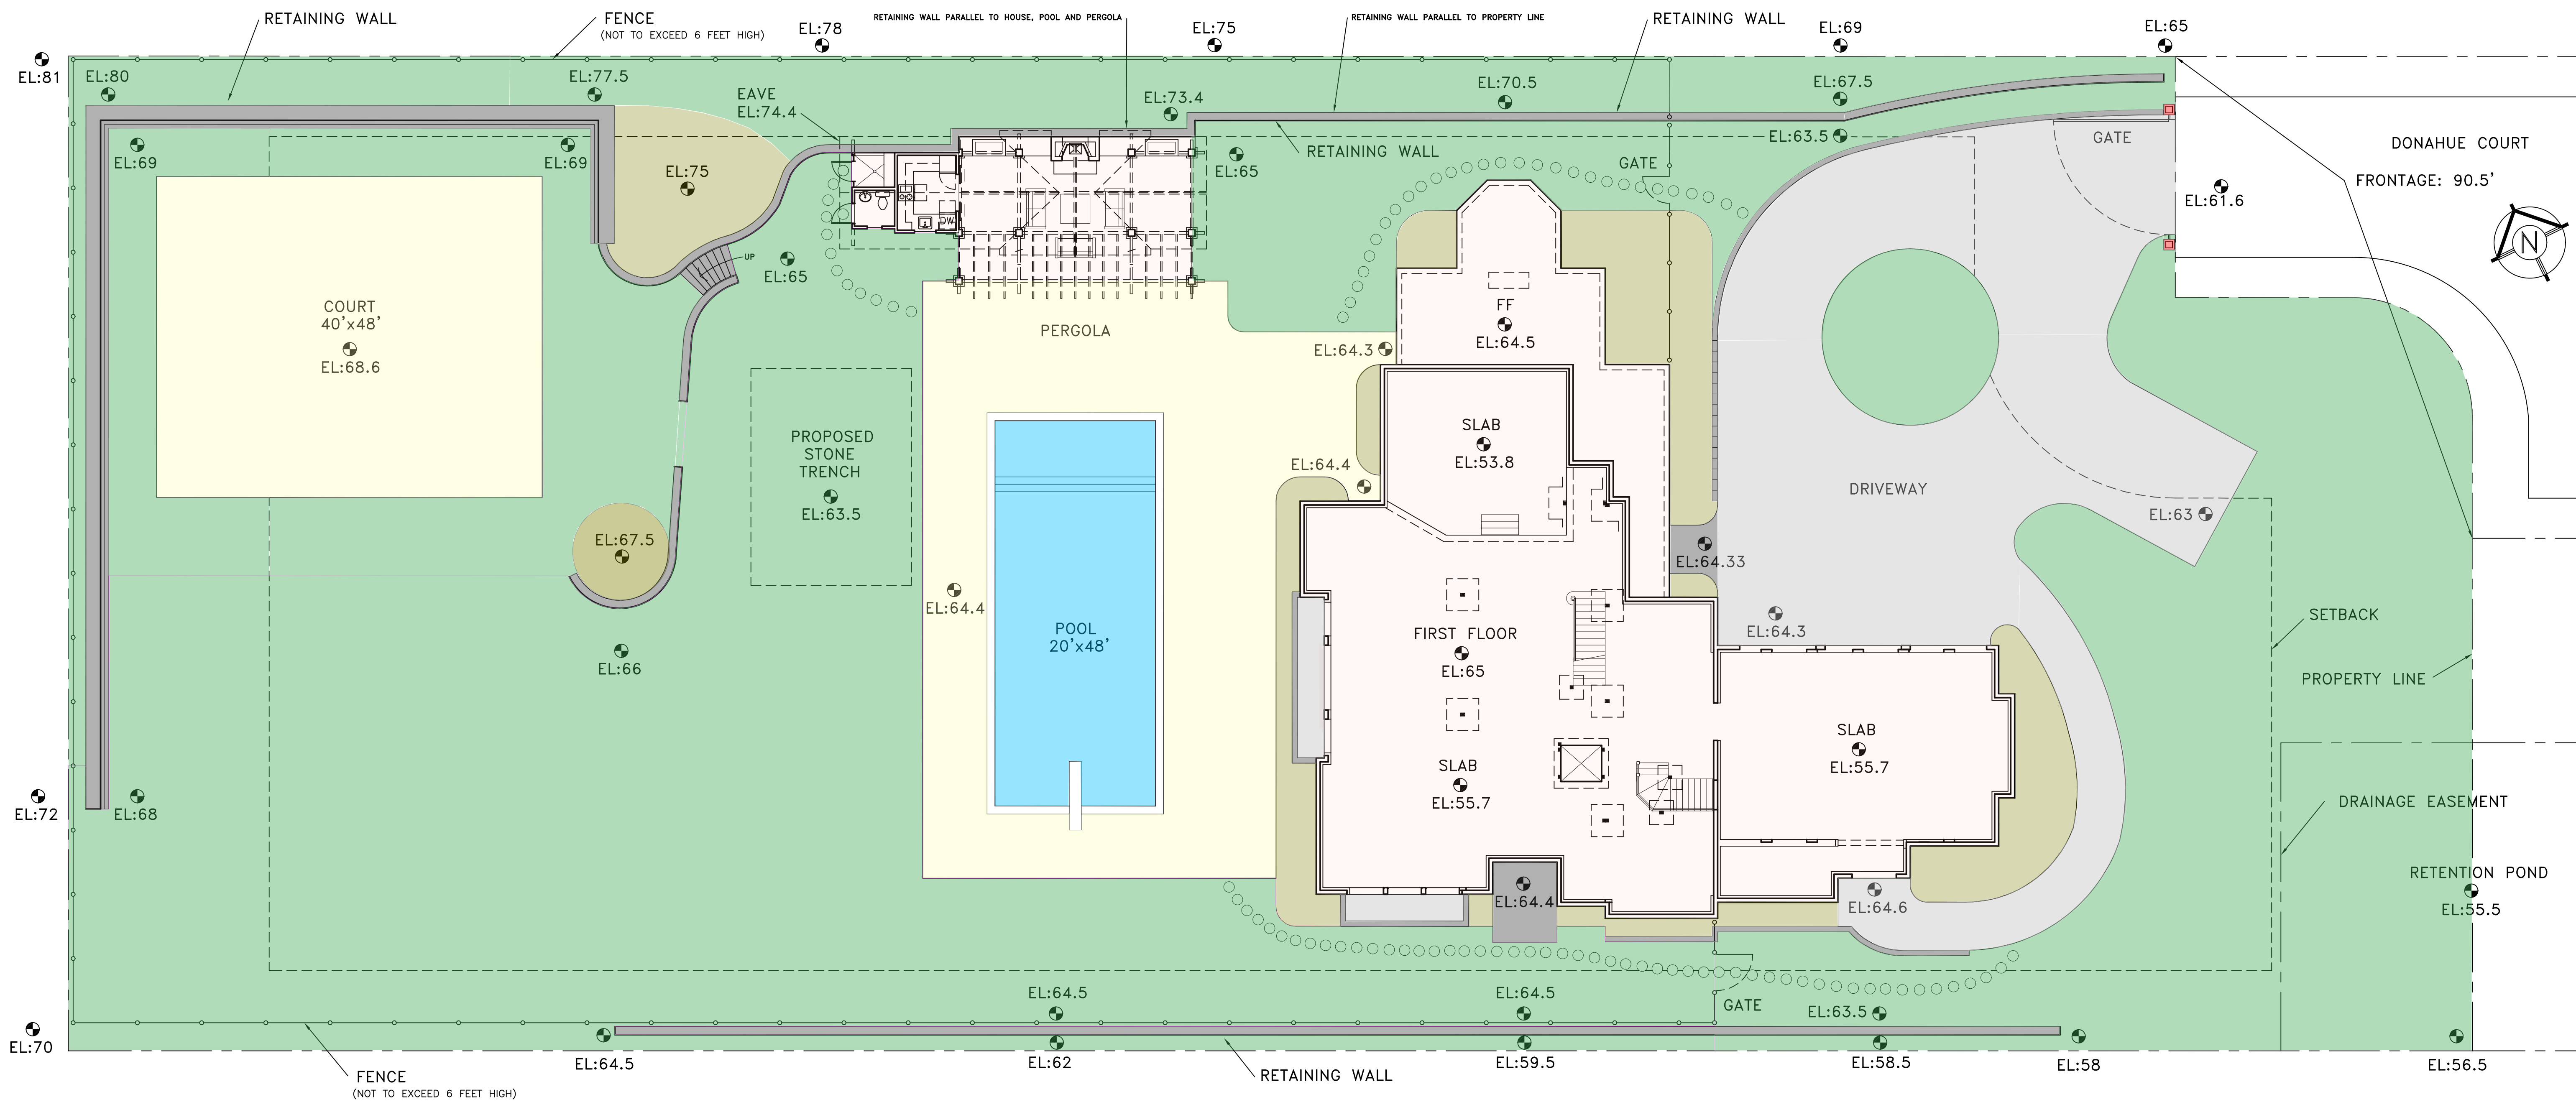 RETAINING WALL
FENCE
(NOT TO EXCEED 6 FEET HIGH)
EL:78
RETAINING WALL PARALLEL TO HOUSE, POOL AND PERGOLA
EL:75
RETAINING WALL PARALLEL TO PROPERTY LINE
RETAINING WALL
EL:69
EL:65
EL:81
EL:80
EL:77.5
EAVE
EL:74.4
EL:73.4
EL:70.5
EL:67.5
EL:69
EL:69
EL:75
RETAINING WALL
EL:63.5
GATE
GATE
DONAHUE COURT
FRONTAGE: 90.5'
EL:61.6
N
EL:65
EL:65
UP
DW
COURT
40'x48'
EL:68.6
PERGOLA
EL:64.3
FF
EL:64.5
PROPOSED
STONE
TRENCH
EL:63.5
SLAB
EL:53.8
EL:64.4
DRIVEWAY
EL:63
EL:67.5
EL:64.33
EL:64.4
EL:64.3
EL:66
POOL
20'x48'
FIRST FLOOR
EL:65
SETBACK
PROPERTY LINE
SLAB
EL:55.7
SLAB
EL:55.7
EL:72
EL:68
DRAINAGE EASEMENT
RETENTION POND
EL:55.5
EL:64.4
EL:64.6
EL:64.5
EL:64.5
GATE
EL:63.5
EL:70
EL:64.5
EL:62
EL:59.5
EL:58.5
EL:58
EL:56.5
FENCE
(NOT TO EXCEED 6 FEET HIGH)
RETAINING WALL